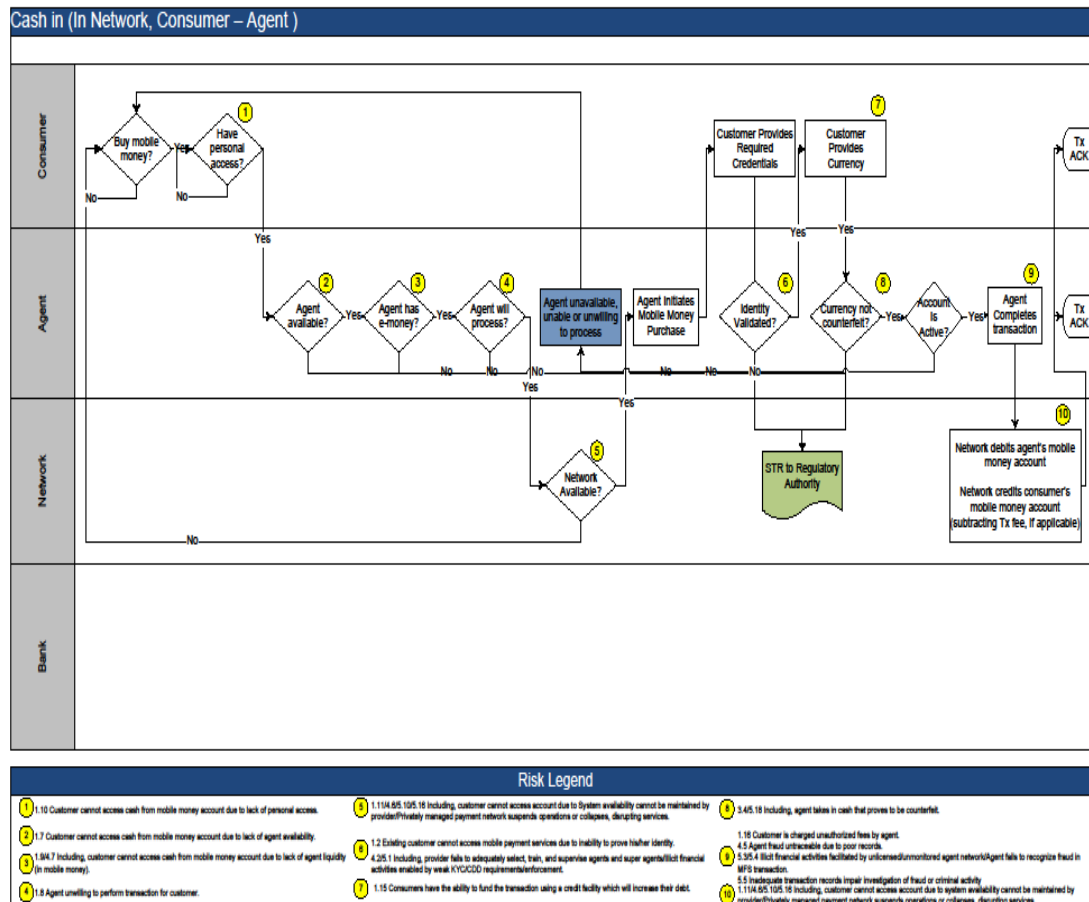 Cash in (In Network, Consumer – Agent )
Consumer
Buy mobile
money?
Yes
No
1
Have
personal
access?
No
Yes
Customer Provides
Required
Credentials
7
Customer
Provides
Currency
Yes
Yes
Tx
ACK
Agent
2
Agent
available?
Yes
3
Agent has
e-money?
Yes
4
Agent will
process?
Agent unavailable,
unable or unwilling
to process
Agent Initiates
Mobile Money
Purchase
6
Identity
Validated?
8
Currency not
counterfeit?
Yes
Account
is
Active?
Yes
9
Agent
Completes
transaction
Tx
ACK
No
No
No
No
No
No
Yes
Yes
Network
5
Network
Available?
No
STR to Regulatory
Authority
10
Network debits agent's mobile
money account
Network credits consumer's
mobile money account
(subtracting Tx fee, if applicable)
Bank
Risk Legend
1 1.10 Customer cannot access cash from mobile money account due to lack of personal access.
2 1.7 Customer cannot access cash from mobile money account due to lack of agent availability.
3 1.9/4.7 Including, customer cannot access cash from mobile money account due to lack of agent liquidity
(in mobile money).
4 1.8 Agent unwilling to perform transaction for customer.
5 1.11/4.6/5.10/5.16 Including, customer cannot access account due to System availability cannot be maintained by
provider/Privately managed payment network suspends operations or collapses, disrupting services.
6 1.2 Existing customer cannot access mobile payment services due to inability to prove his/her identity.
4.2/5.1 Including, provider fails to adequately select, train, and supervise agents and super agents/Illicit financial
activities enabled by weak KYC/CDD requirements/enforcement.
7 1.15 Consumers have the ability to fund the transaction using a credit facility which will increase their debt.
8 3.4/5.18 Including, agent takes in cash that proves to be counterfeit.
1.16 Customer is charged unauthorized fees by agent.
4.5 Agent fraud untraceable due to poor records.
9 5.3/5.4 Illicit financial activities facilitated by unlicensed/unmonitored agent network/Agent fails to recognize fraud in
MFS transaction.
5.5 Inadequate transaction records impair investigation of fraud or criminal activity
10 1.11/4.6/5.10/5.16 Including, customer cannot access account due to system availability cannot be maintained by
provider/Privately managed payment network suspends operations or collapses, disrupting services.